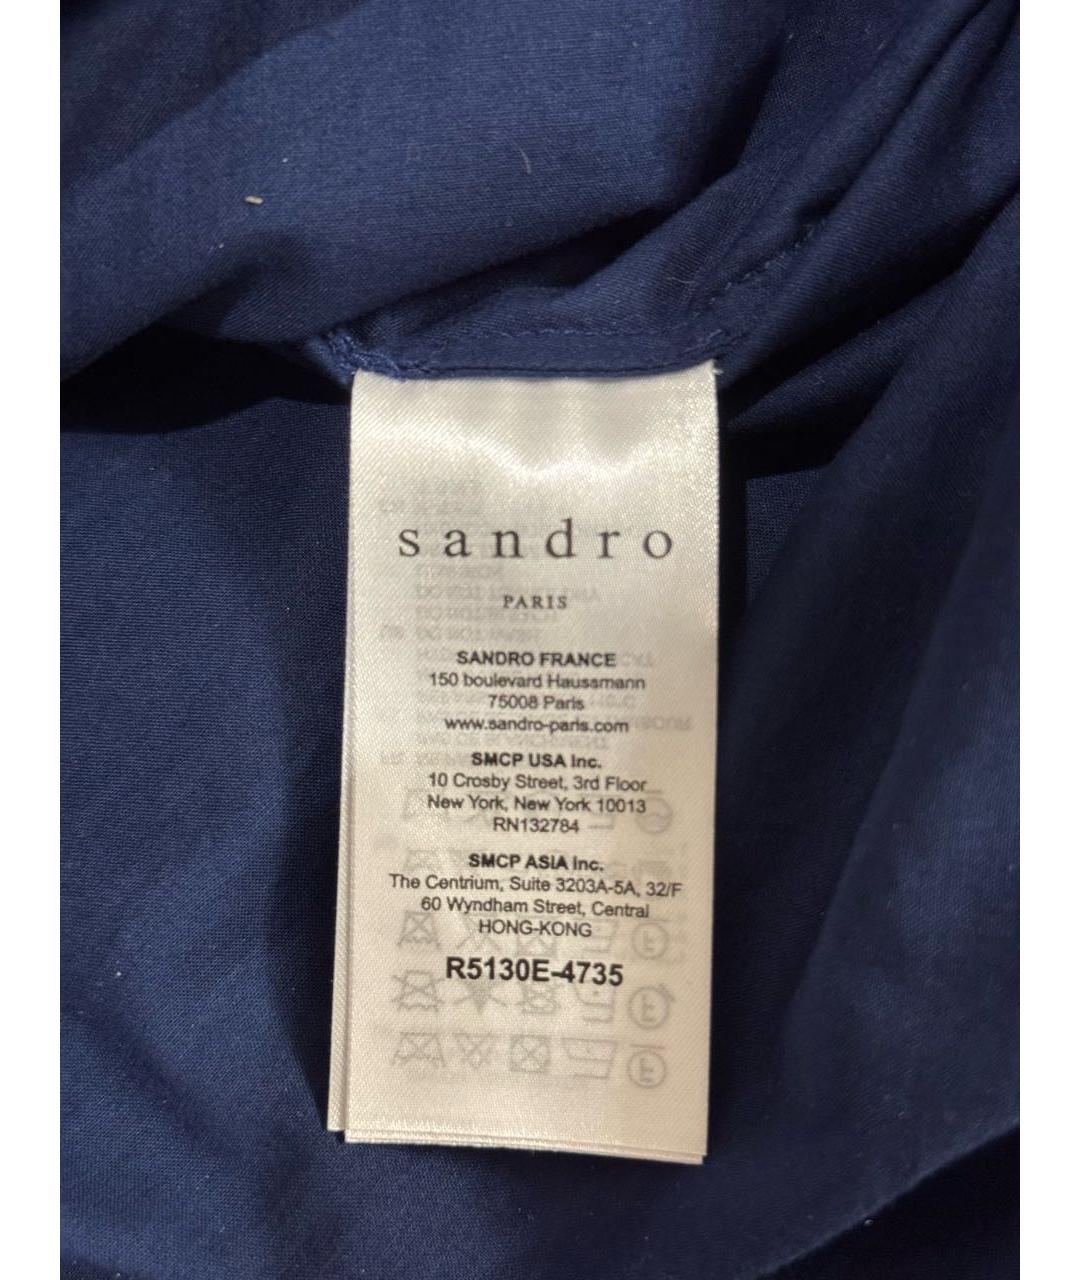 sandro
PARIS
SANDRO FRANCE
150 boulevard Haussmann
75008 Paris
www.sandro-paris.com
SMCP USA Inc.
10 Crosby Street, 3rd Floor
New York, New York 10013
RN132784
SMCP ASIA Inc.
The Centrium, Suite 3203A-5A, 32/F
60 Wyndham Street, Central
HONG-KONG
R5130E-4735